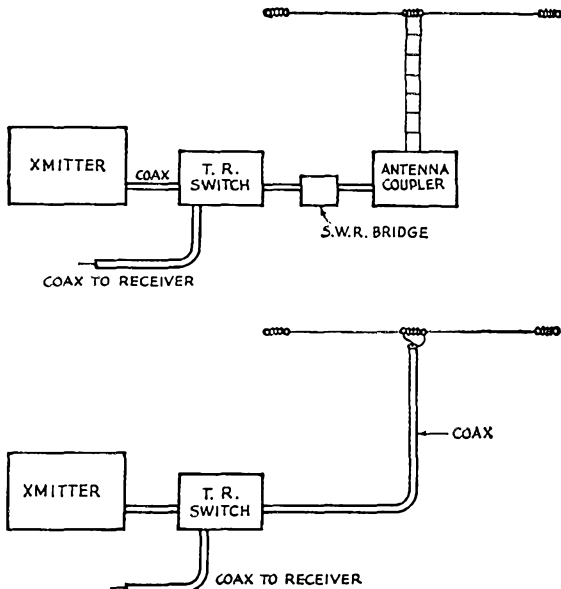 XMITTER
COAX
T. R.
SWITCH
ANTENNA
COUPLER
S.W.R. BRIDGE
COAX TO RECEIVER
COAX
XMITTER
T. R.
SWITCH
COAX TO RECEIVER